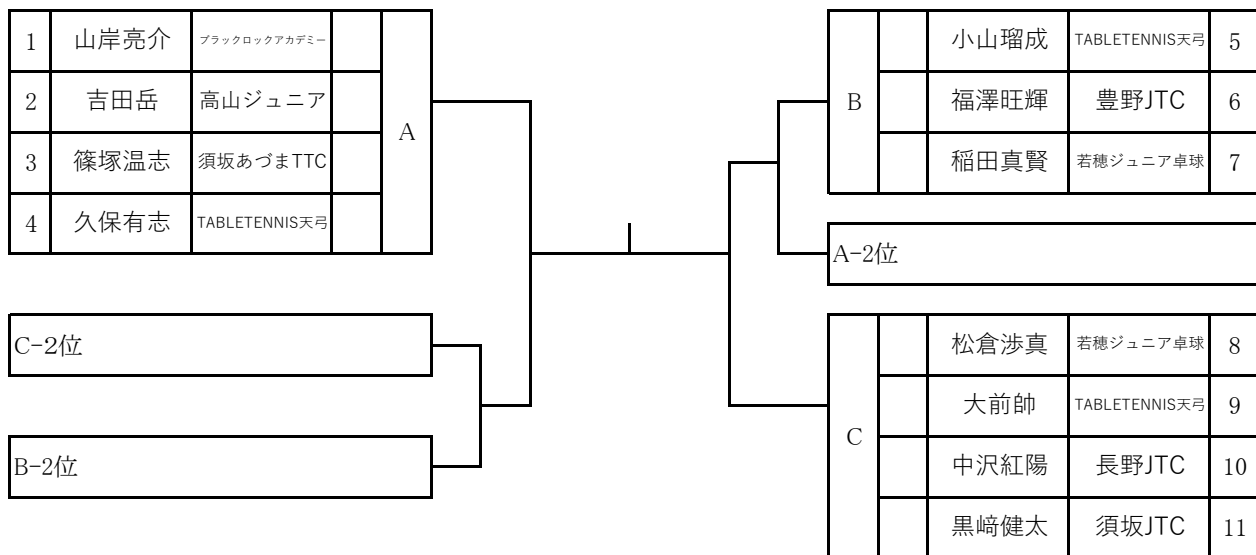 1 山岸亮介 ブラックロックアカデミー
2 吉田岳 高山ジュニア
3 篠塚温志 須坂あづまTTC
4 久保有志 TABLETENNIS天弓
A
C-2位
B-2位
小山瑠成 TABLETENNIS天弓 5
B
福澤旺輝 豊野JTC 6
稲田真賢 若穂ジュニア卓球 7
A-2位
松倉渉真 若穂ジュニア卓球 8
大前帥 TABLETENNIS天弓 9
C
中沢紅陽 長野JTC 10
黒﨑健太 須坂JTC 11